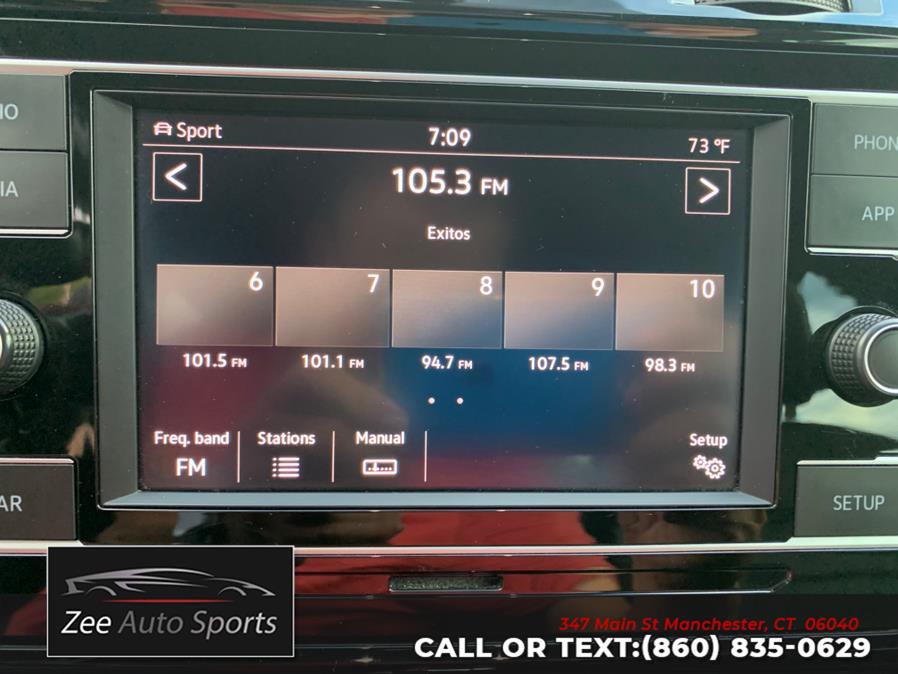 Sport 7:09 73 °F
< 105.3 FM >
Exitos
6 7 8 9 10
101.5 FM 101.1 FM 94.7 FM 107.5 FM 98.3 FM
Freq. band Stations Manual Setup
FM
IO
IA
AR
PHON
APP
SETUP
Zee Auto Sports
347 Main St Manchester, CT 06040
CALL OR TEXT:(860) 835-0629